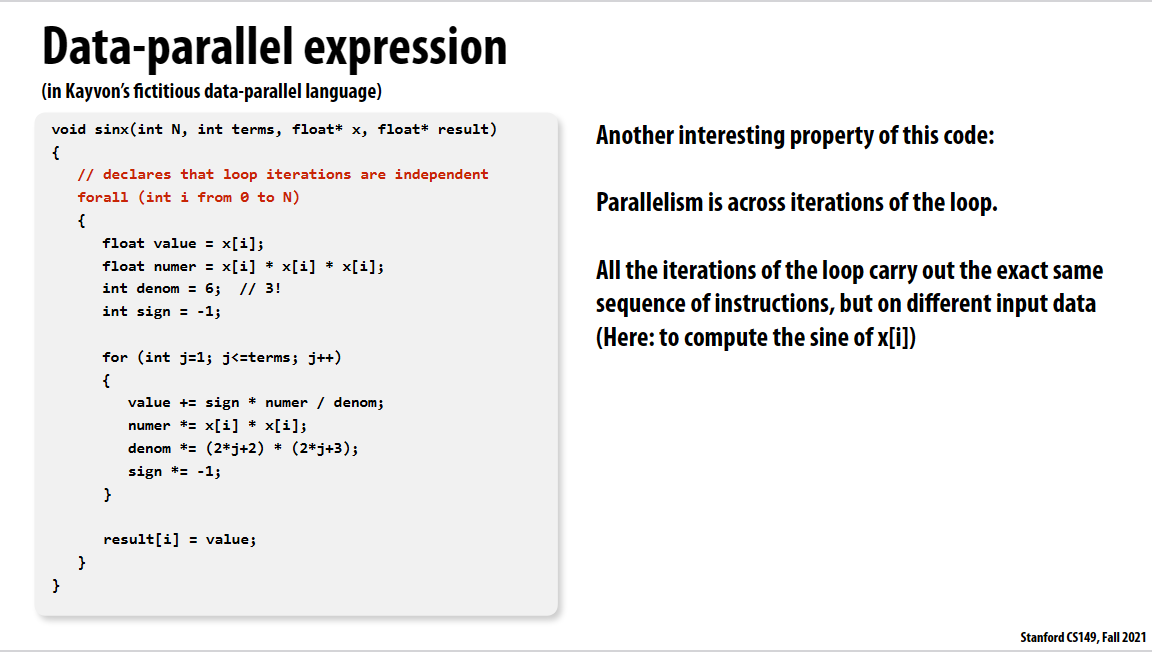 Data-parallel expression
(in Kayvon’s fictitious data-parallel language)
void sinx(int N, int terms, float* x, float* result)
{
// declares that loop iterations are independent
forall (int i from 0 to N)
{
float value = x[i];
float numer = x[i] * x[i] * x[i];
int denom = 6;  // 3!
int sign = -1;
for (int j=1; j<=terms; j++)
{
value += sign * numer / denom;
numer *= x[i] * x[i];
denom *= (2*j+2) * (2*j+3);
sign *= -1;
}
result[i] = value;
}
}
Another interesting property of this code:
Parallelism is across iterations of the loop.
All the iterations of the loop carry out the exact same
sequence of instructions, but on different input data
(Here: to compute the sine of x[i])
Stanford CS149, Fall 2021